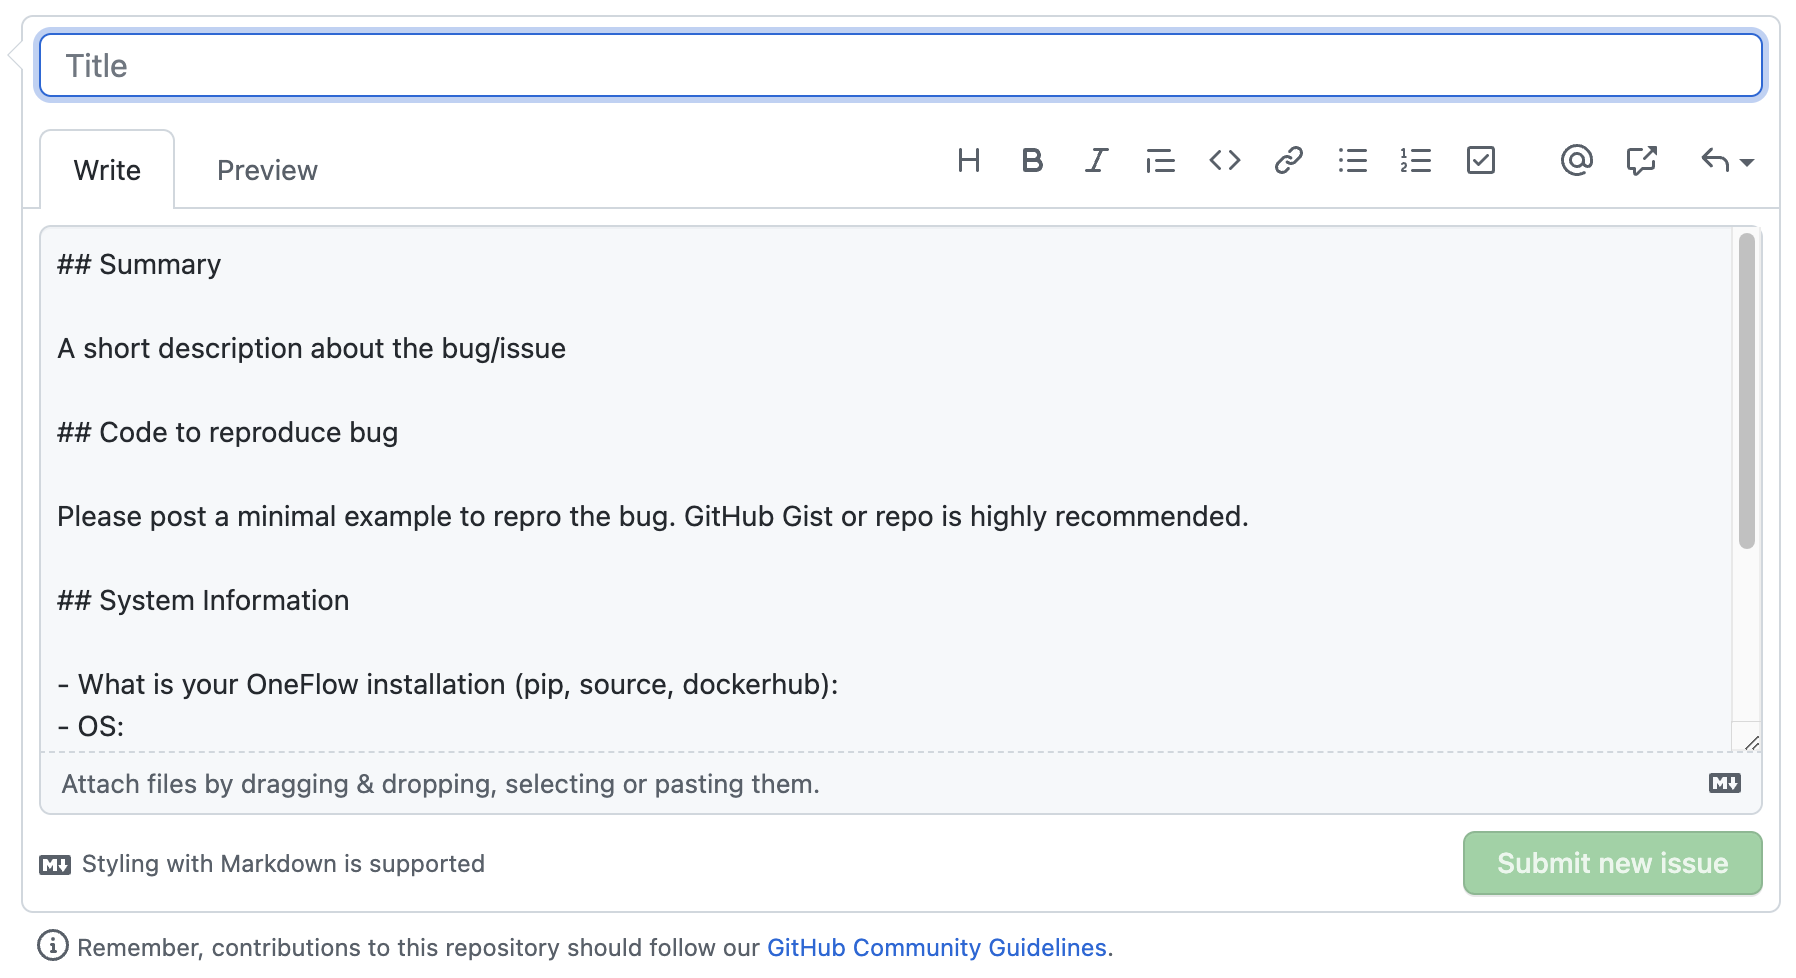 Title
Write Preview
## Summary
A short description about the bug/issue
## Code to reproduce bug
Please post a minimal example to repro the bug. GitHub Gist or repo is highly recommended.
## System Information
- What is your OneFlow installation (pip, source, dockerhub):
- OS:
Attach files by dragging & dropping, selecting or pasting them.
Styling with Markdown is supported
Submit new issue
Remember, contributions to this repository should follow our GitHub Community Guidelines.